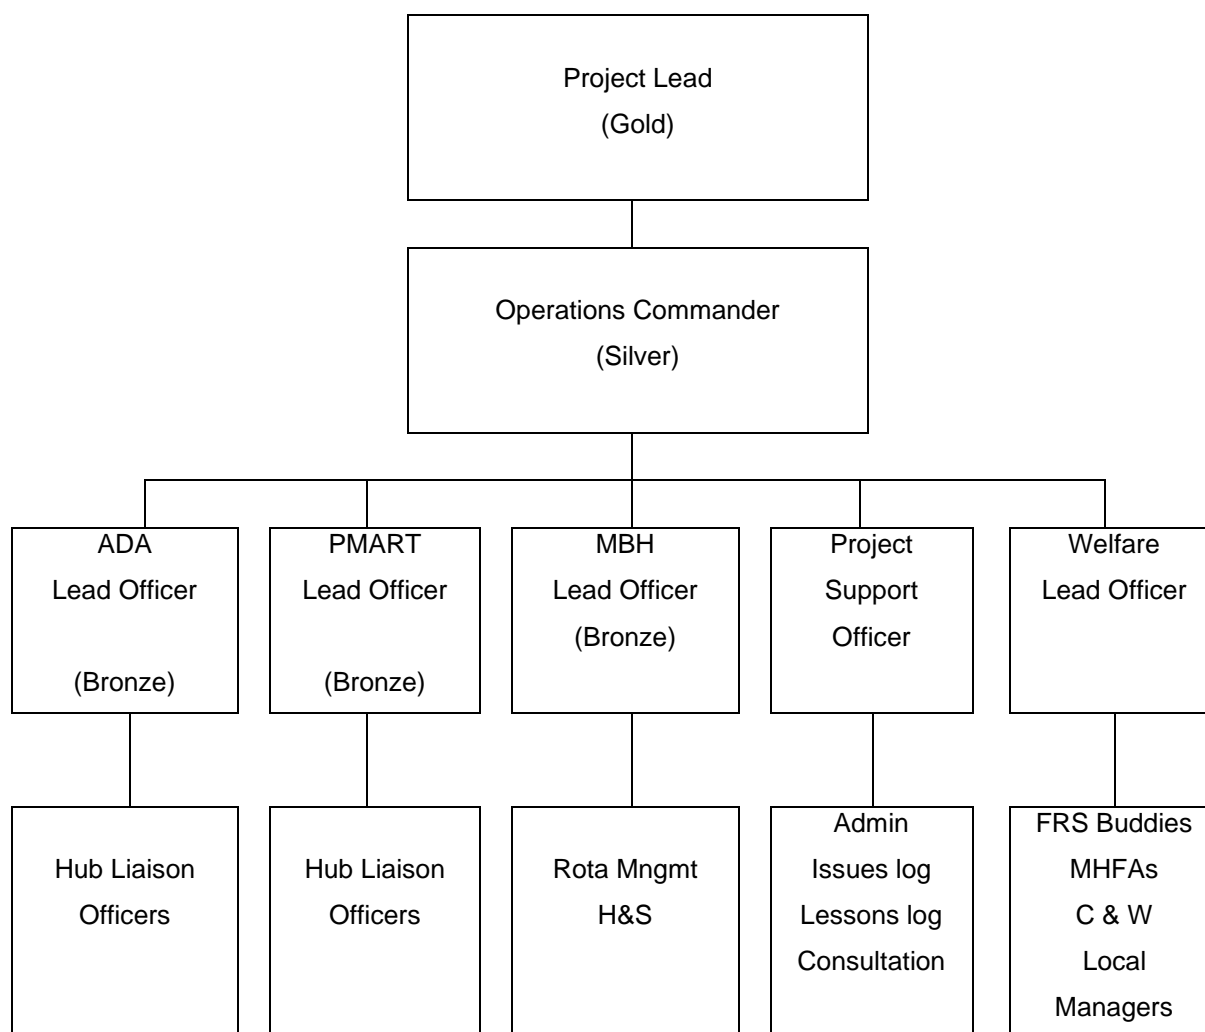 Project Lead
(Gold)
Operations Commander
(Silver)
ADA
Lead Officer
(Bronze)
PMART
Lead Officer
(Bronze)
MBH
Lead Officer
(Bronze)
Project
Support
Officer
Welfare
Lead Officer
Hub Liaison
Officers
Hub Liaison
Officers
Rota Mngmt
H&S
Admin
Issues log
Lessons log
Consultation
FRS Buddies
MHFAs
C & W
Local
Managers